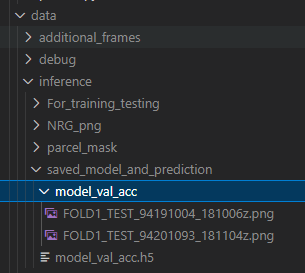 data
additional_frames
debug
inference
For_training_testing
NRG_png
parcel_mask
saved_model_and_prediction
model_val_acc
FOLD1_TEST_94191004_181006z.png
FOLD1_TEST_94201093_181104z.png
model_val_acc.h5